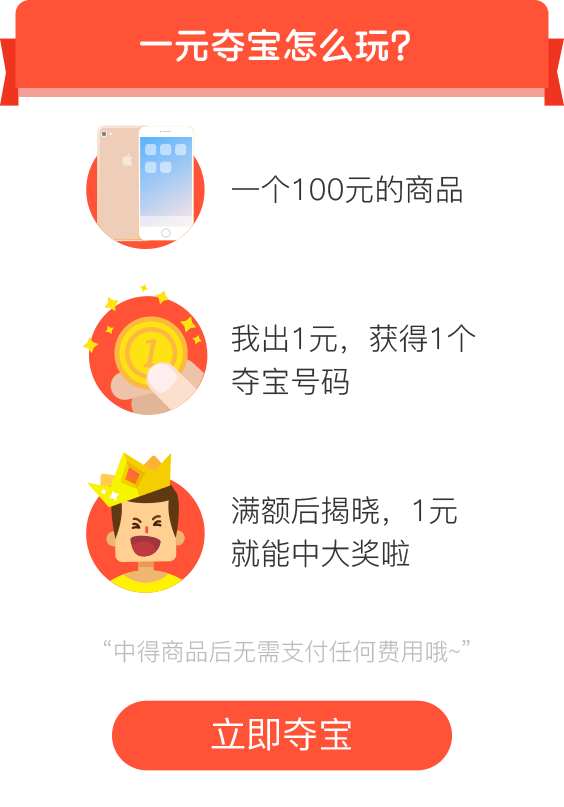 一元夺宝怎么玩?
一个100元的商品
1
我出1元，获得1个
夺宝号码
满额后揭晓，1元
就能中大奖啦
“中得商品后无需支付任何费用哦~”
立即夺宝